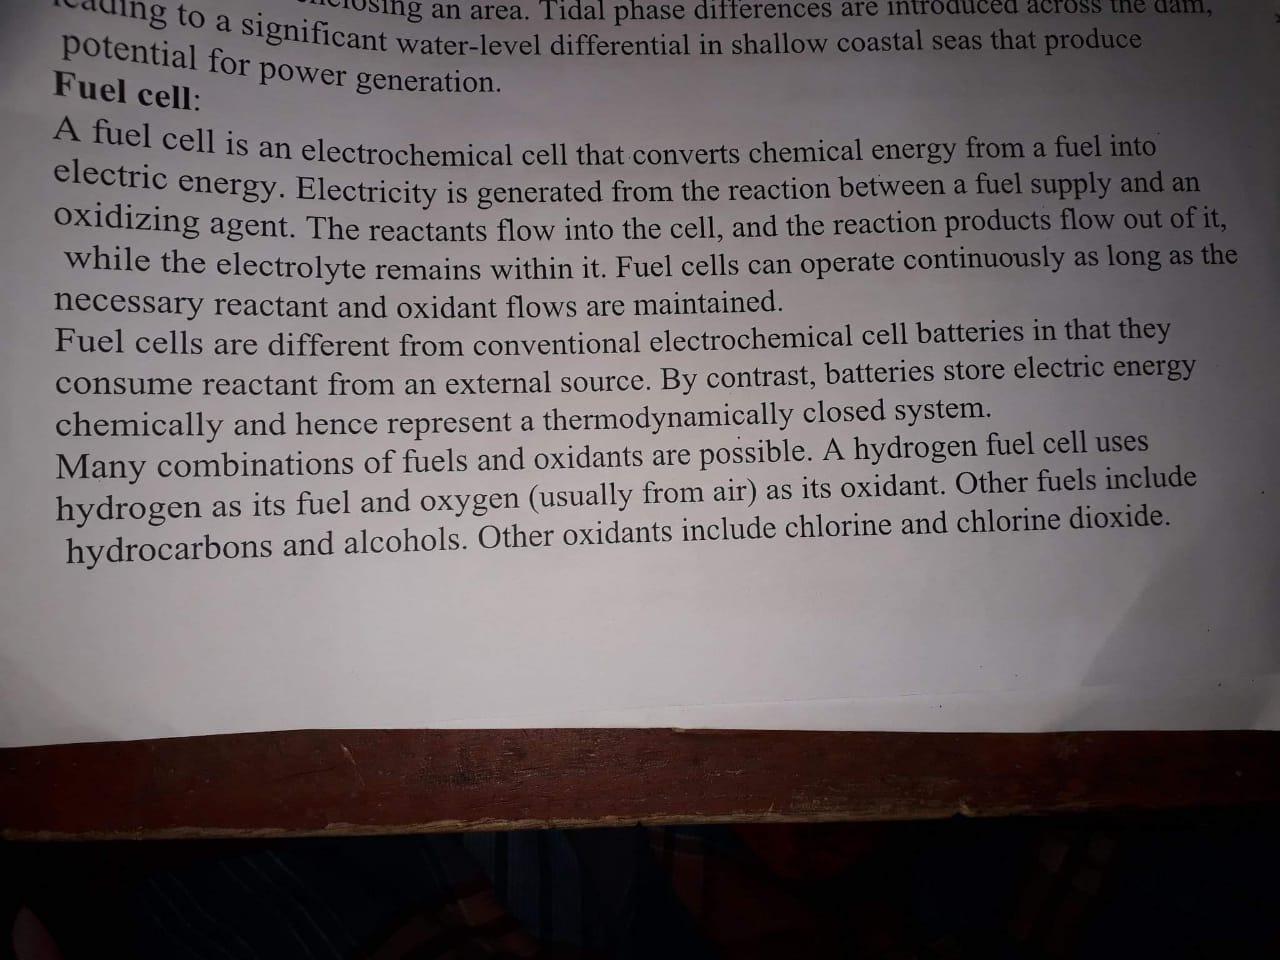 an area. Tidal phase differences are introduced across the dam,
to a significant water-level differential in shallow coastal seas that produce
potential for power generation.
Fuel cell:
A fuel cell is an electrochemical cell that converts chemical energy from a fuel into
electric energy. Electricity is generated from the reaction between a fuel supply and an
oxidizing agent. The reactants flow into the cell, and the reaction products flow out of it,
while the electrolyte remains within it. Fuel cells can operate continuously as long as the
necessary reactant and oxidant flows are maintained.
Fuel cells are different from conventional electrochemical cell batteries in that they
consume reactant from an external source. By contrast, batteries store electric energy
chemically and hence represent a thermodynamically closed system.
Many combinations of fuels and oxidants are possible. A hydrogen fuel cell uses
hydrogen as its fuel and oxygen (usually from air) as its oxidant. Other fuels include
hydrocarbons and alcohols. Other oxidants include chlorine and chlorine dioxide.